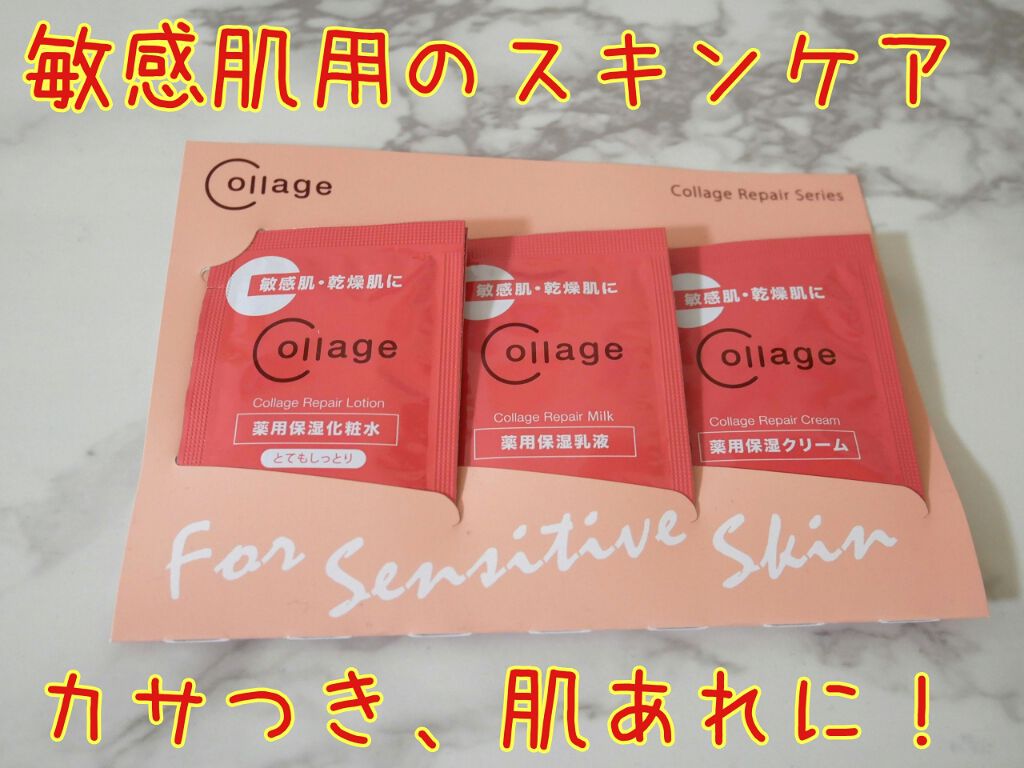 敏感肌用のスキンケア
Collage
Collage Repair Series
敏感肌・乾燥肌に
Collage
Collage Repair Lotion
薬用保湿化粧水
とてもしっとり
敏感肌・乾燥肌に
Collage
Collage Repair Milk
薬用保湿乳液
敏感肌・乾燥肌に
Collage
Collage Repair Cream
薬用保湿クリーム
For Sensitive Skin
カサつき、肌あれに！